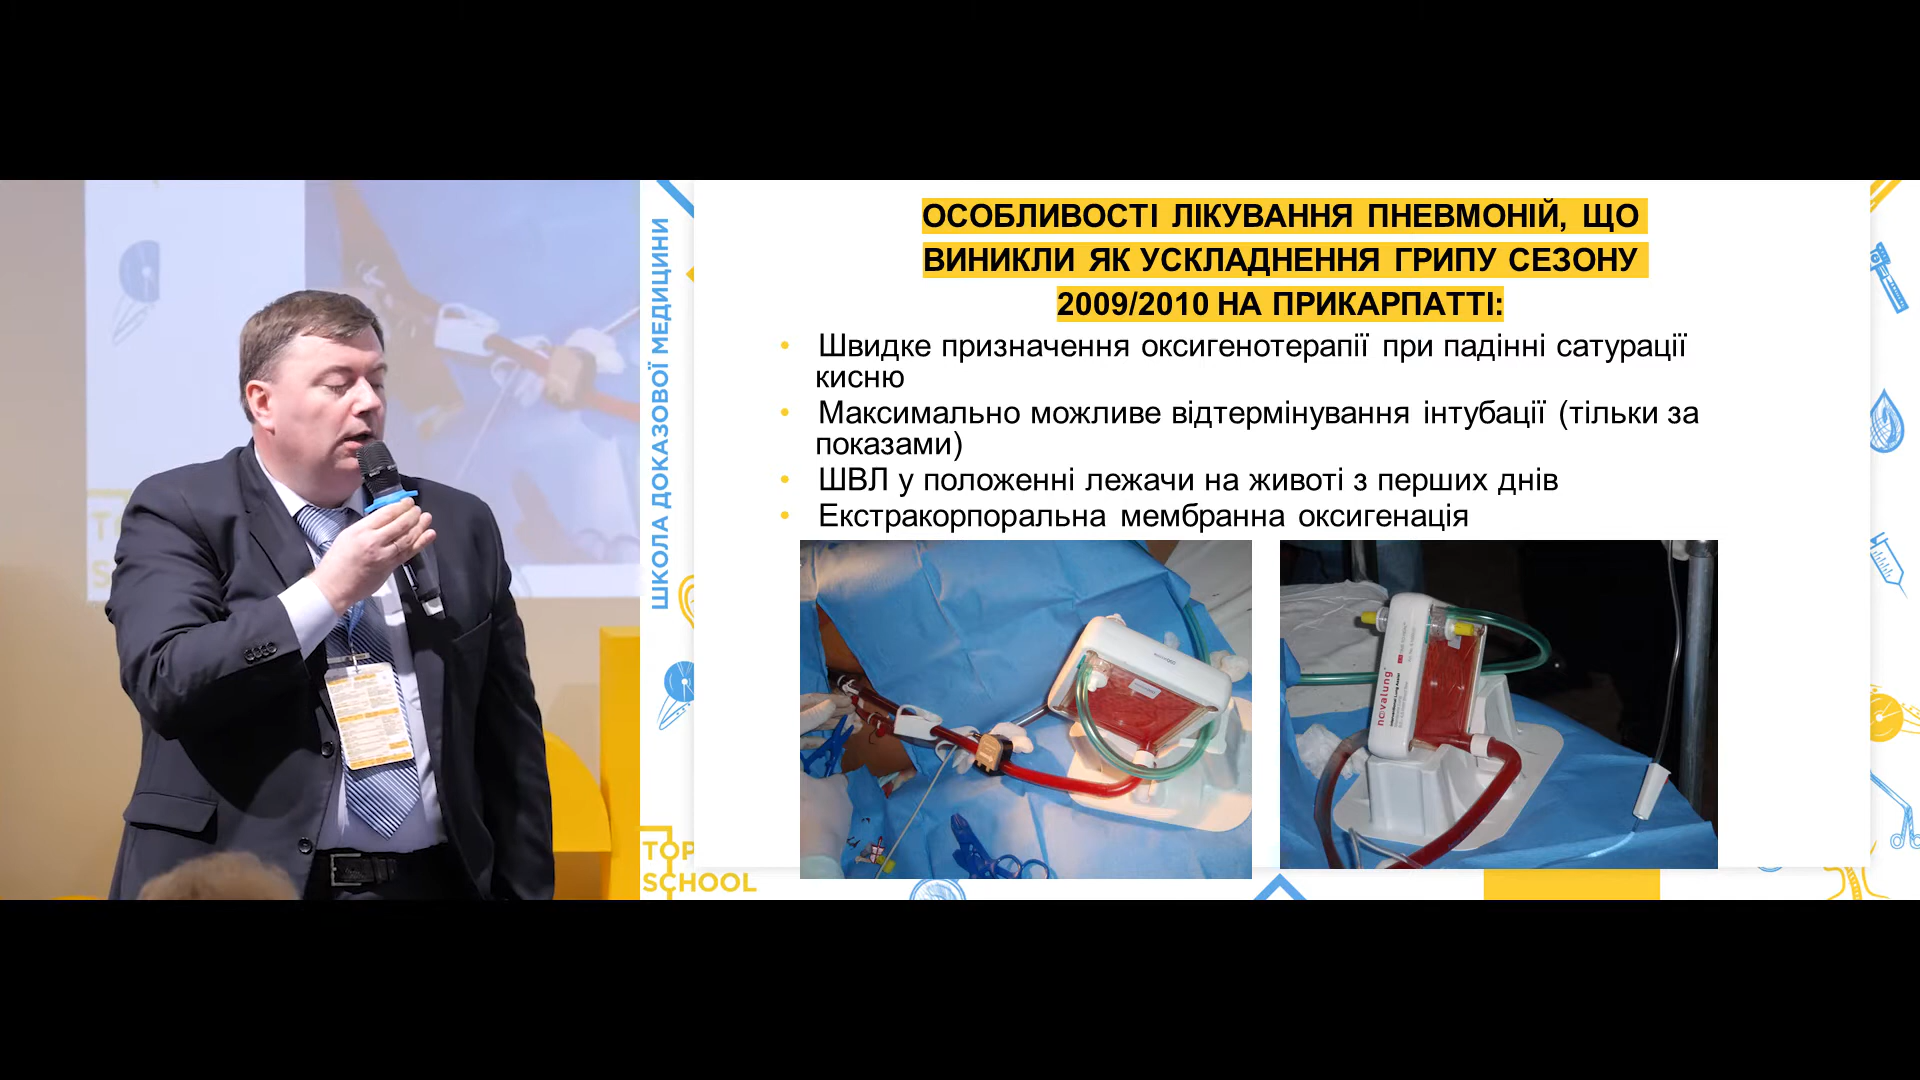 ШКОЛА ДОКАЗОВОЇ МЕДИЦИНИ
ОСОБЛИВОСТІ ЛІКУВАННЯ ПНЕВМОНІЙ, ЩО
ВИНИКЛИ ЯК УСКЛАДНЕННЯ ГРИПУ СЕЗОНУ
2009/2010 НА ПРИКАРПАТТІ:
• Швидке призначення оксигенотерапії при падінні сатурації
кисню
• Максимально можливе відтермінування інтубації (тільки за
показами)
• ШВЛ у положенні лежачи на животі з перших днів
• Екстракорпоральна мембранна оксигенація
novalung
TOP
SCHOOL